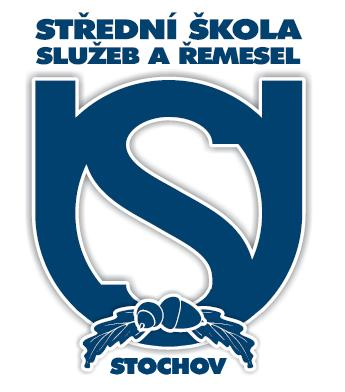 STŘEDNÍ ŠKOLA
SLUŽEB A ŘEMESEL
STOCHOV